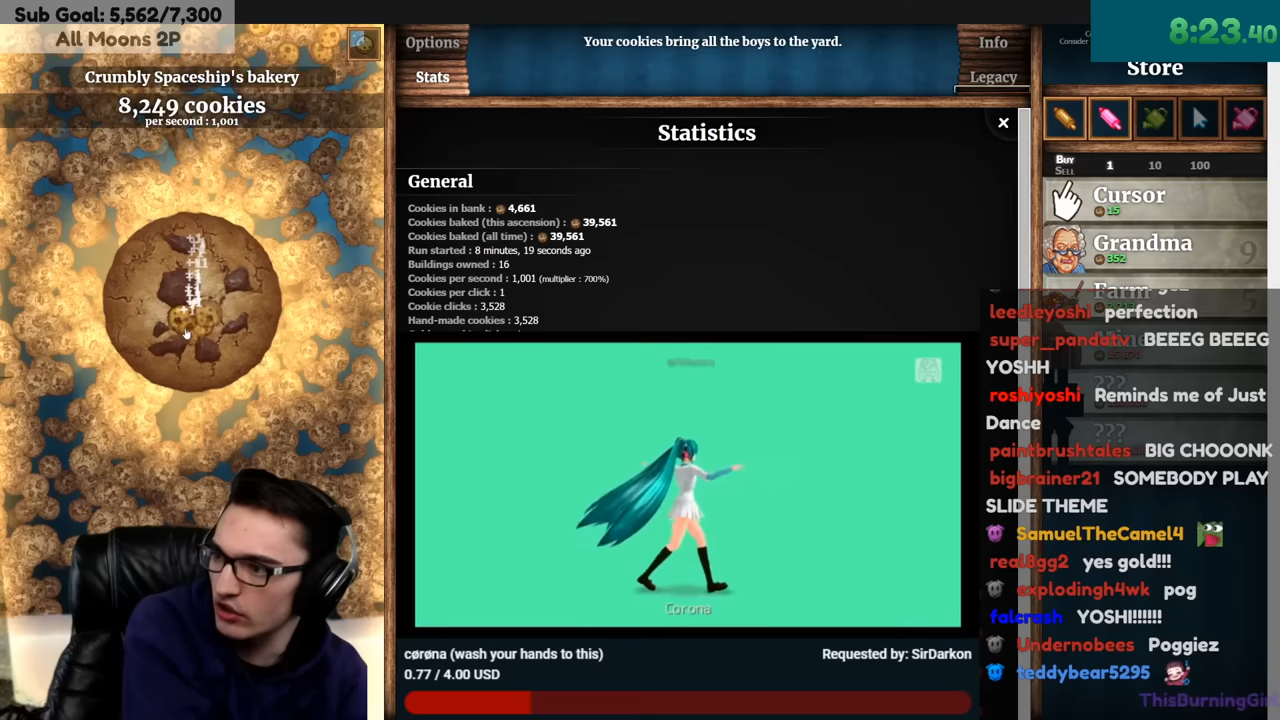 Sub Goal: 5,562/7,300
All Moons 2P
Crumbly Spaceship's bakery
8,249 cookies
per second : 1,001
Options
Stats
Your cookies bring all the boys to the yard.
Info
Legacy
8:23.40
Store
Consider
Statistics
General
Cookies in bank : 4,661
Cookies baked (this ascension) : 39,561
Cookies baked (all time) : 39,561
Run started : 8 minutes, 19 seconds ago
Buildings owned : 16
Cookies per second : 1,001 (multiplier : 700%)
Cookies per click : 1
Cookie clicks : 3,528
Hand-made cookies : 3,528
BUY
SELL
1
10
100
Cursor
15
Grandma
352
9
Farm
5
???
???
Corona
cørøna (wash your hands to this)
Requested by: SirDarkon
0.77 / 4.00 USD
leedleyoshi perfection
super_pandatv BEEEG BEEEG
YOSHH
roshiyoshi Reminds me of Just
Dance
paintbrushtales BIG CHOOONK
bigbrainer21 SOMEBODY PLAY
SLIDE THEME
SamuelTheCamel4
real8gg2 yes gold!!!
explodingh4wk pog
falcrash YOSHI!!!!!!
Undernobees Poggiez
teddybear5295
ThisBurningGir